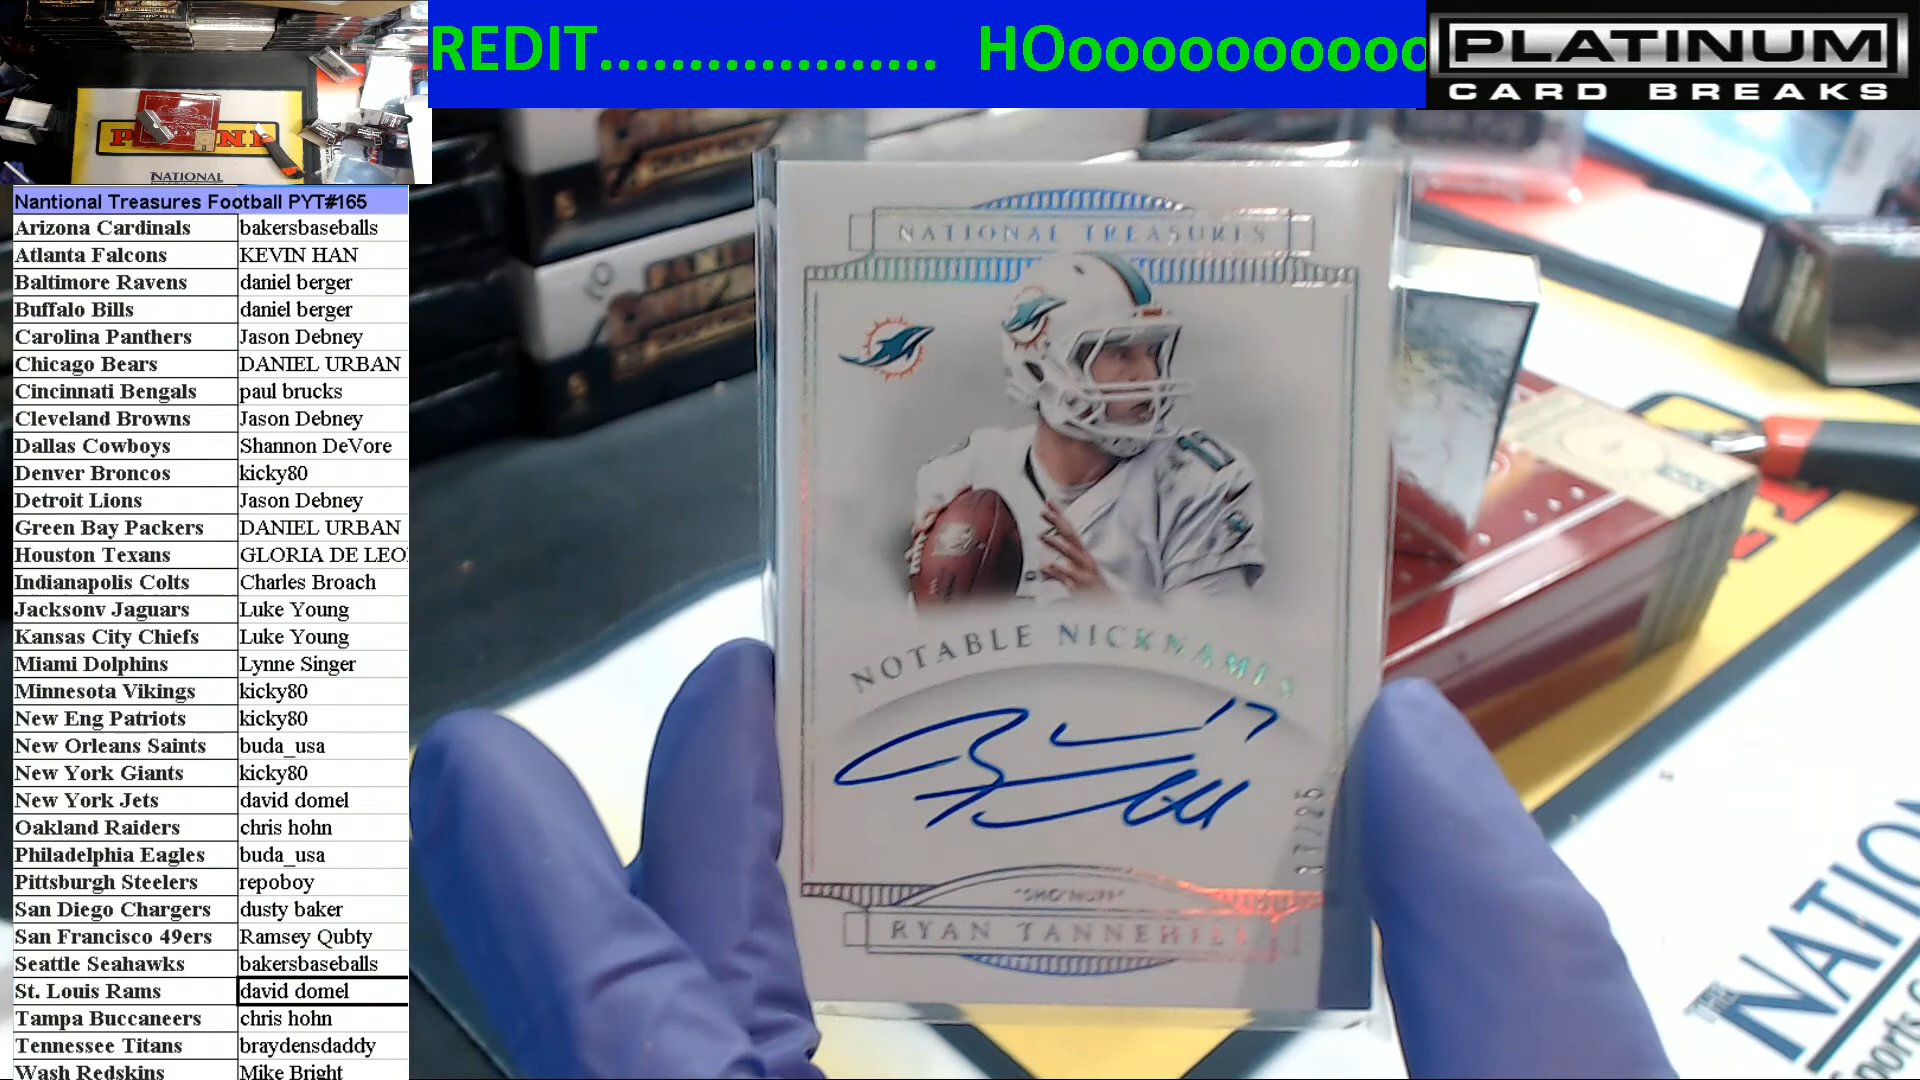 REDIT................... HOooooooooooo
PLATINUM
CARD BREAKS
NATIONAL
Nantional Treasures Football PYT#165
Arizona Cardinals bakersbaseballs
Atlanta Falcons KEVIN HAN
Baltimore Ravens daniel berger
Buffalo Bills daniel berger
Carolina Panthers Jason Debney
Chicago Bears DANIEL URBAN
Cincinnati Bengals paul brucks
Cleveland Browns Jason Debney
Dallas Cowboys Shannon DeVore
Denver Broncos kicky80
Detroit Lions Jason Debney
Green Bay Packers DANIEL URBAN
Houston Texans GLORIA DE LEO
Indianapolis Colts Charles Broach
Jacksonv Jaguars Luke Young
Kansas City Chiefs Luke Young
Miami Dolphins Lynne Singer
Minnesota Vikings kicky80
New Eng Patriots kicky80
New Orleans Saints buda_usa
New York Giants kicky80
New York Jets david domel
Oakland Raiders chris hohn
Philadelphia Eagles buda_usa
Pittsburgh Steelers repoboy
San Diego Chargers dusty baker
San Francisco 49ers Ramsey Qubty
Seattle Seahawks bakersbaseballs
St. Louis Rams david domel
Tampa Buccaneers chris hohn
Tennessee Titans braydensdaddy
Wash Redskins Mike Bright
NATIONAL TREASURES
17
NOTABLE NICKNAMES
17
"SHO'NUFF"
RYAN TANNEHILL
THE
NATION